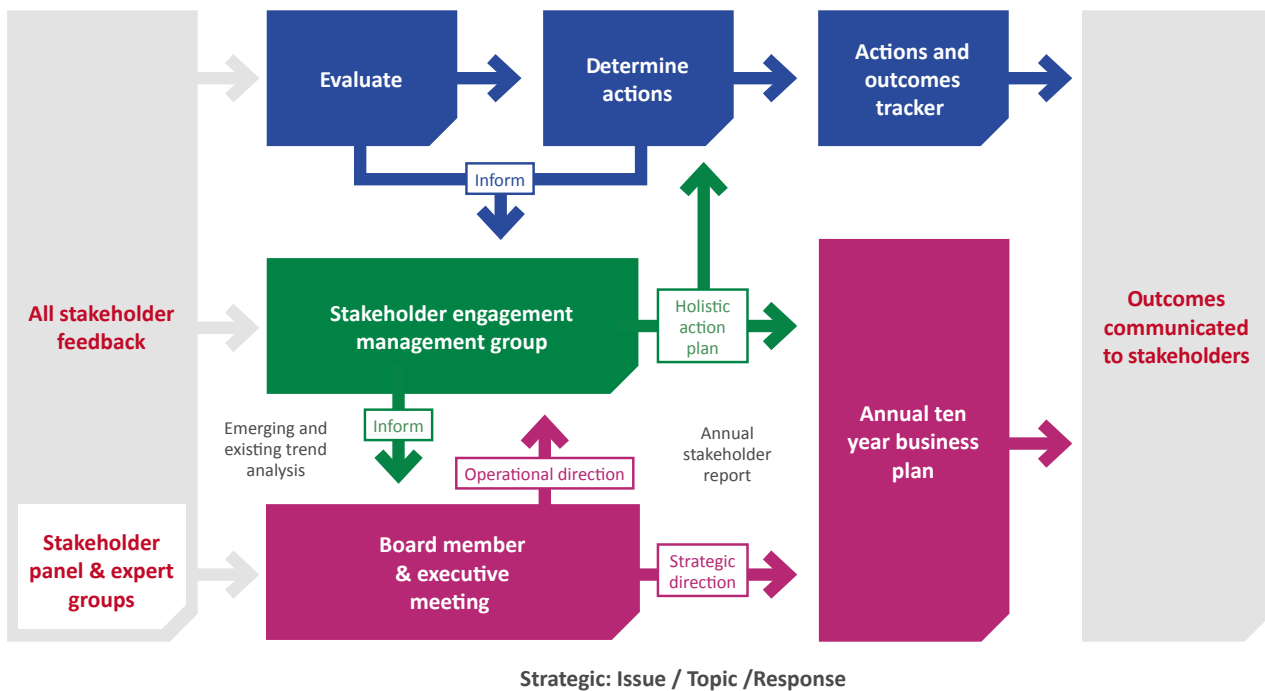 Evaluate
Determine
actions
Actions and
outcomes
tracker
Inform
All stakeholder
feedback
Stakeholder engagement
management group
Holistic
action
plan
Outcomes
communicated
to stakeholders
Emerging and
existing trend
analysis
Inform
Operational direction
Annual
stakeholder
report
Annual ten
year business
plan
Stakeholder
panel & expert
groups
Board member
& executive
meeting
Strategic
direction
Strategic: Issue / Topic /Response